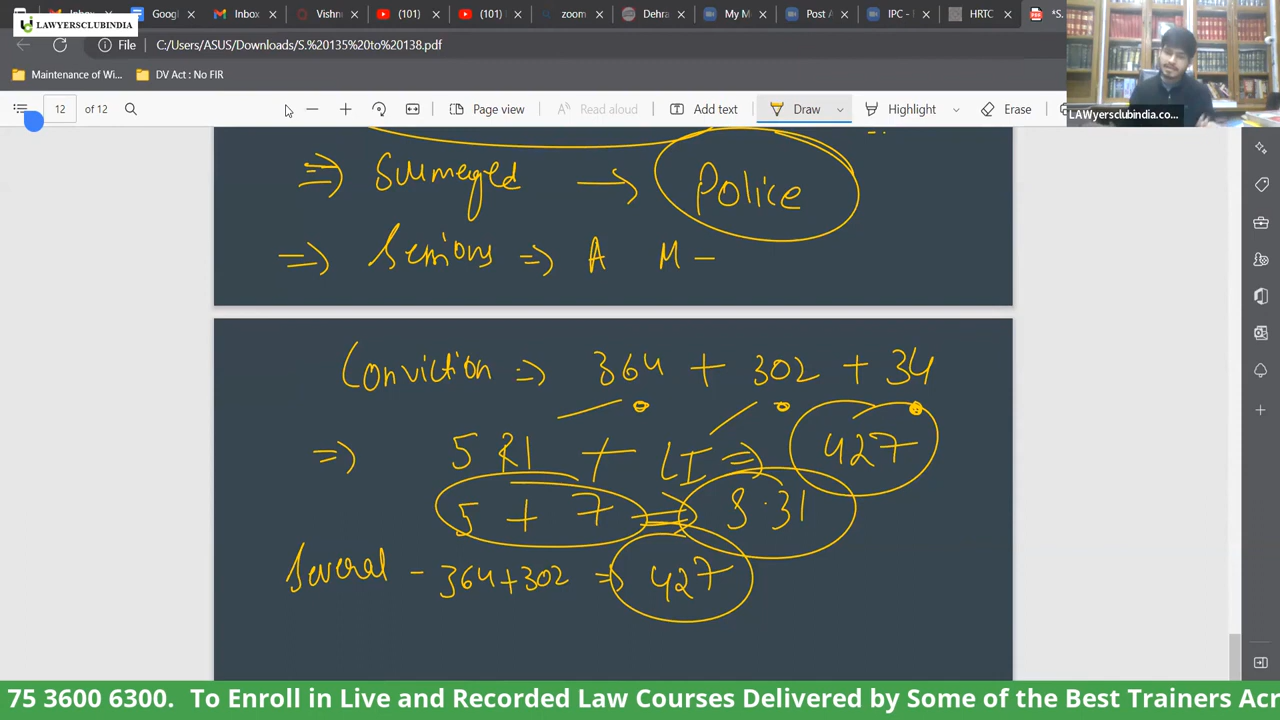 LAWYERSCLUBINDIA
Inbox
Googl
Inbox
Vishn
(101)
(101) |
zoom
Dehra
My M
Post
IPC -
HRTC
*S.
File
C:/Users/ASUS/Downloads/S.%20135%20to%20138.pdf
Maintenance of Wi...
DV Act : No FIR
12 of 12
Page view
Read aloud
Add text
Draw
Highlight
Erase
LAWyersclubindia.co...
=> Summoned -> Police
=> Serious => A M -
Conviction => 364 + 302 + 34
=> 5 RI + LI => 427
5 + 7 = S.31
Several - 364+302 => 427
75 3600 6300. To Enroll in Live and Recorded Law Courses Delivered by Some of the Best Trainers Acr